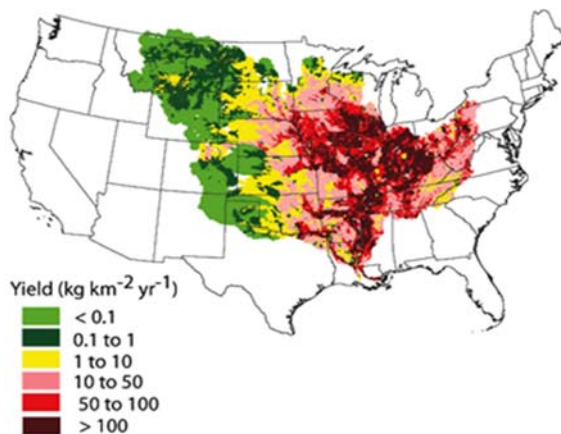 Yield (kg km⁻² yr⁻¹)
< 0.1
0.1 to 1
1 to 10
10 to 50
50 to 100
> 100